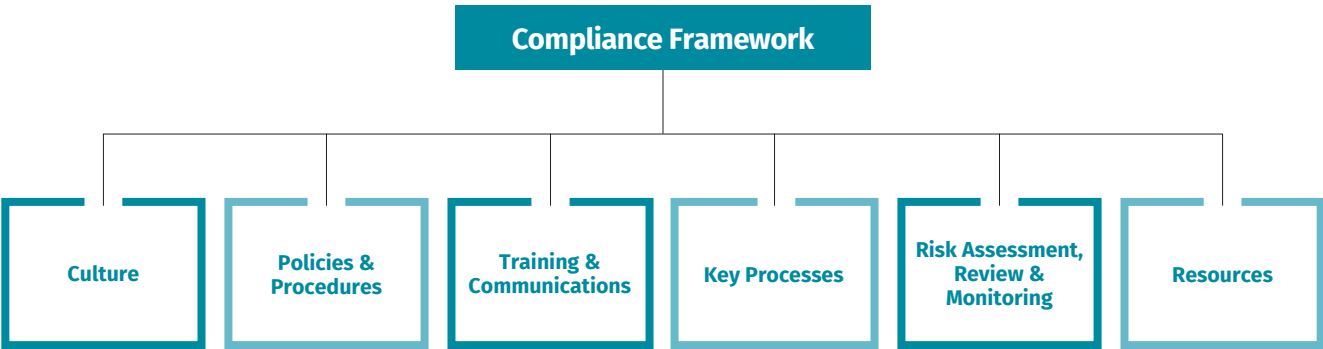 Compliance Framework
Culture
Policies &
Procedures
Training &
Communications
Key Processes
Risk Assessment,
Review &
Monitoring
Resources